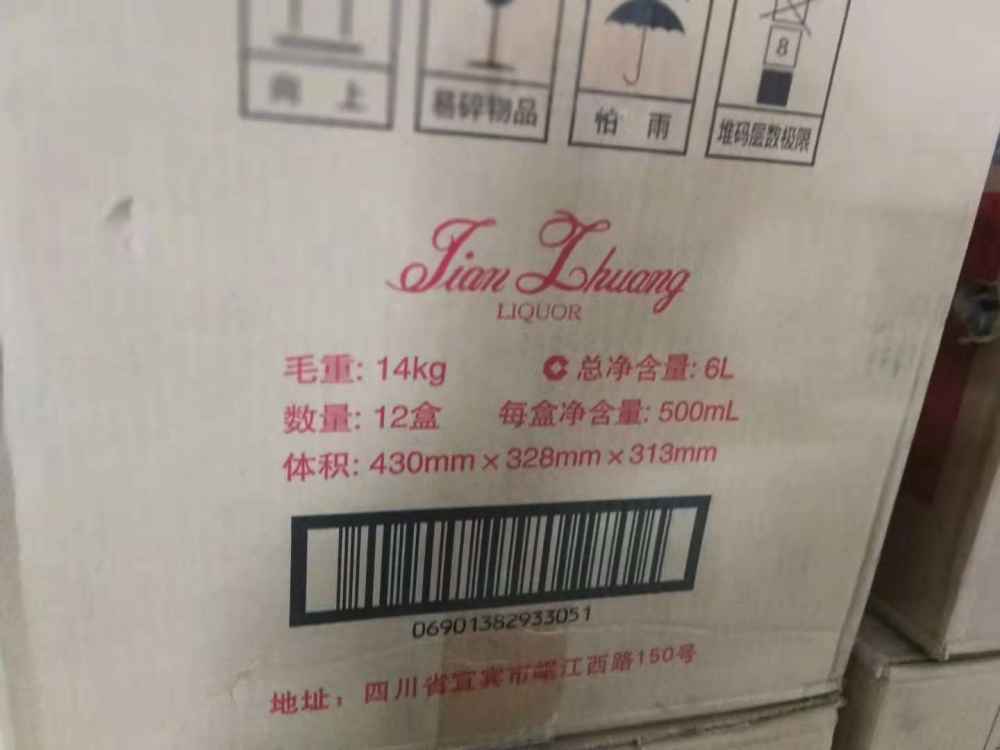 8
向 上
易碎物品
怕 雨
堆码层数极限
Jian Zhuang
LIQUOR
毛重: 14kg
C 总净含量: 6L
数量: 12盒
每盒净含量: 500mL
体积: 430mm×328mm×313mm
06901382933051
地址: 四川省宜宾市岷江西路150号